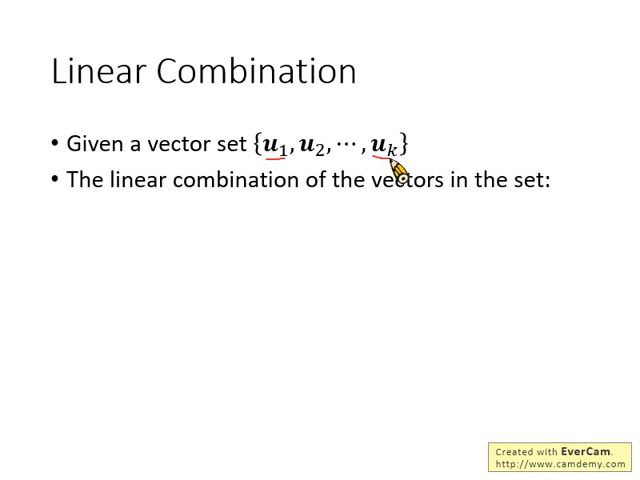 Linear Combination
• Given a vector set {𝒖₁, 𝒖₂, ⋯ , 𝒖ₖ}
• The linear combination of the vectors in the set:
Created with EverCam.
http://www.camdemy.com